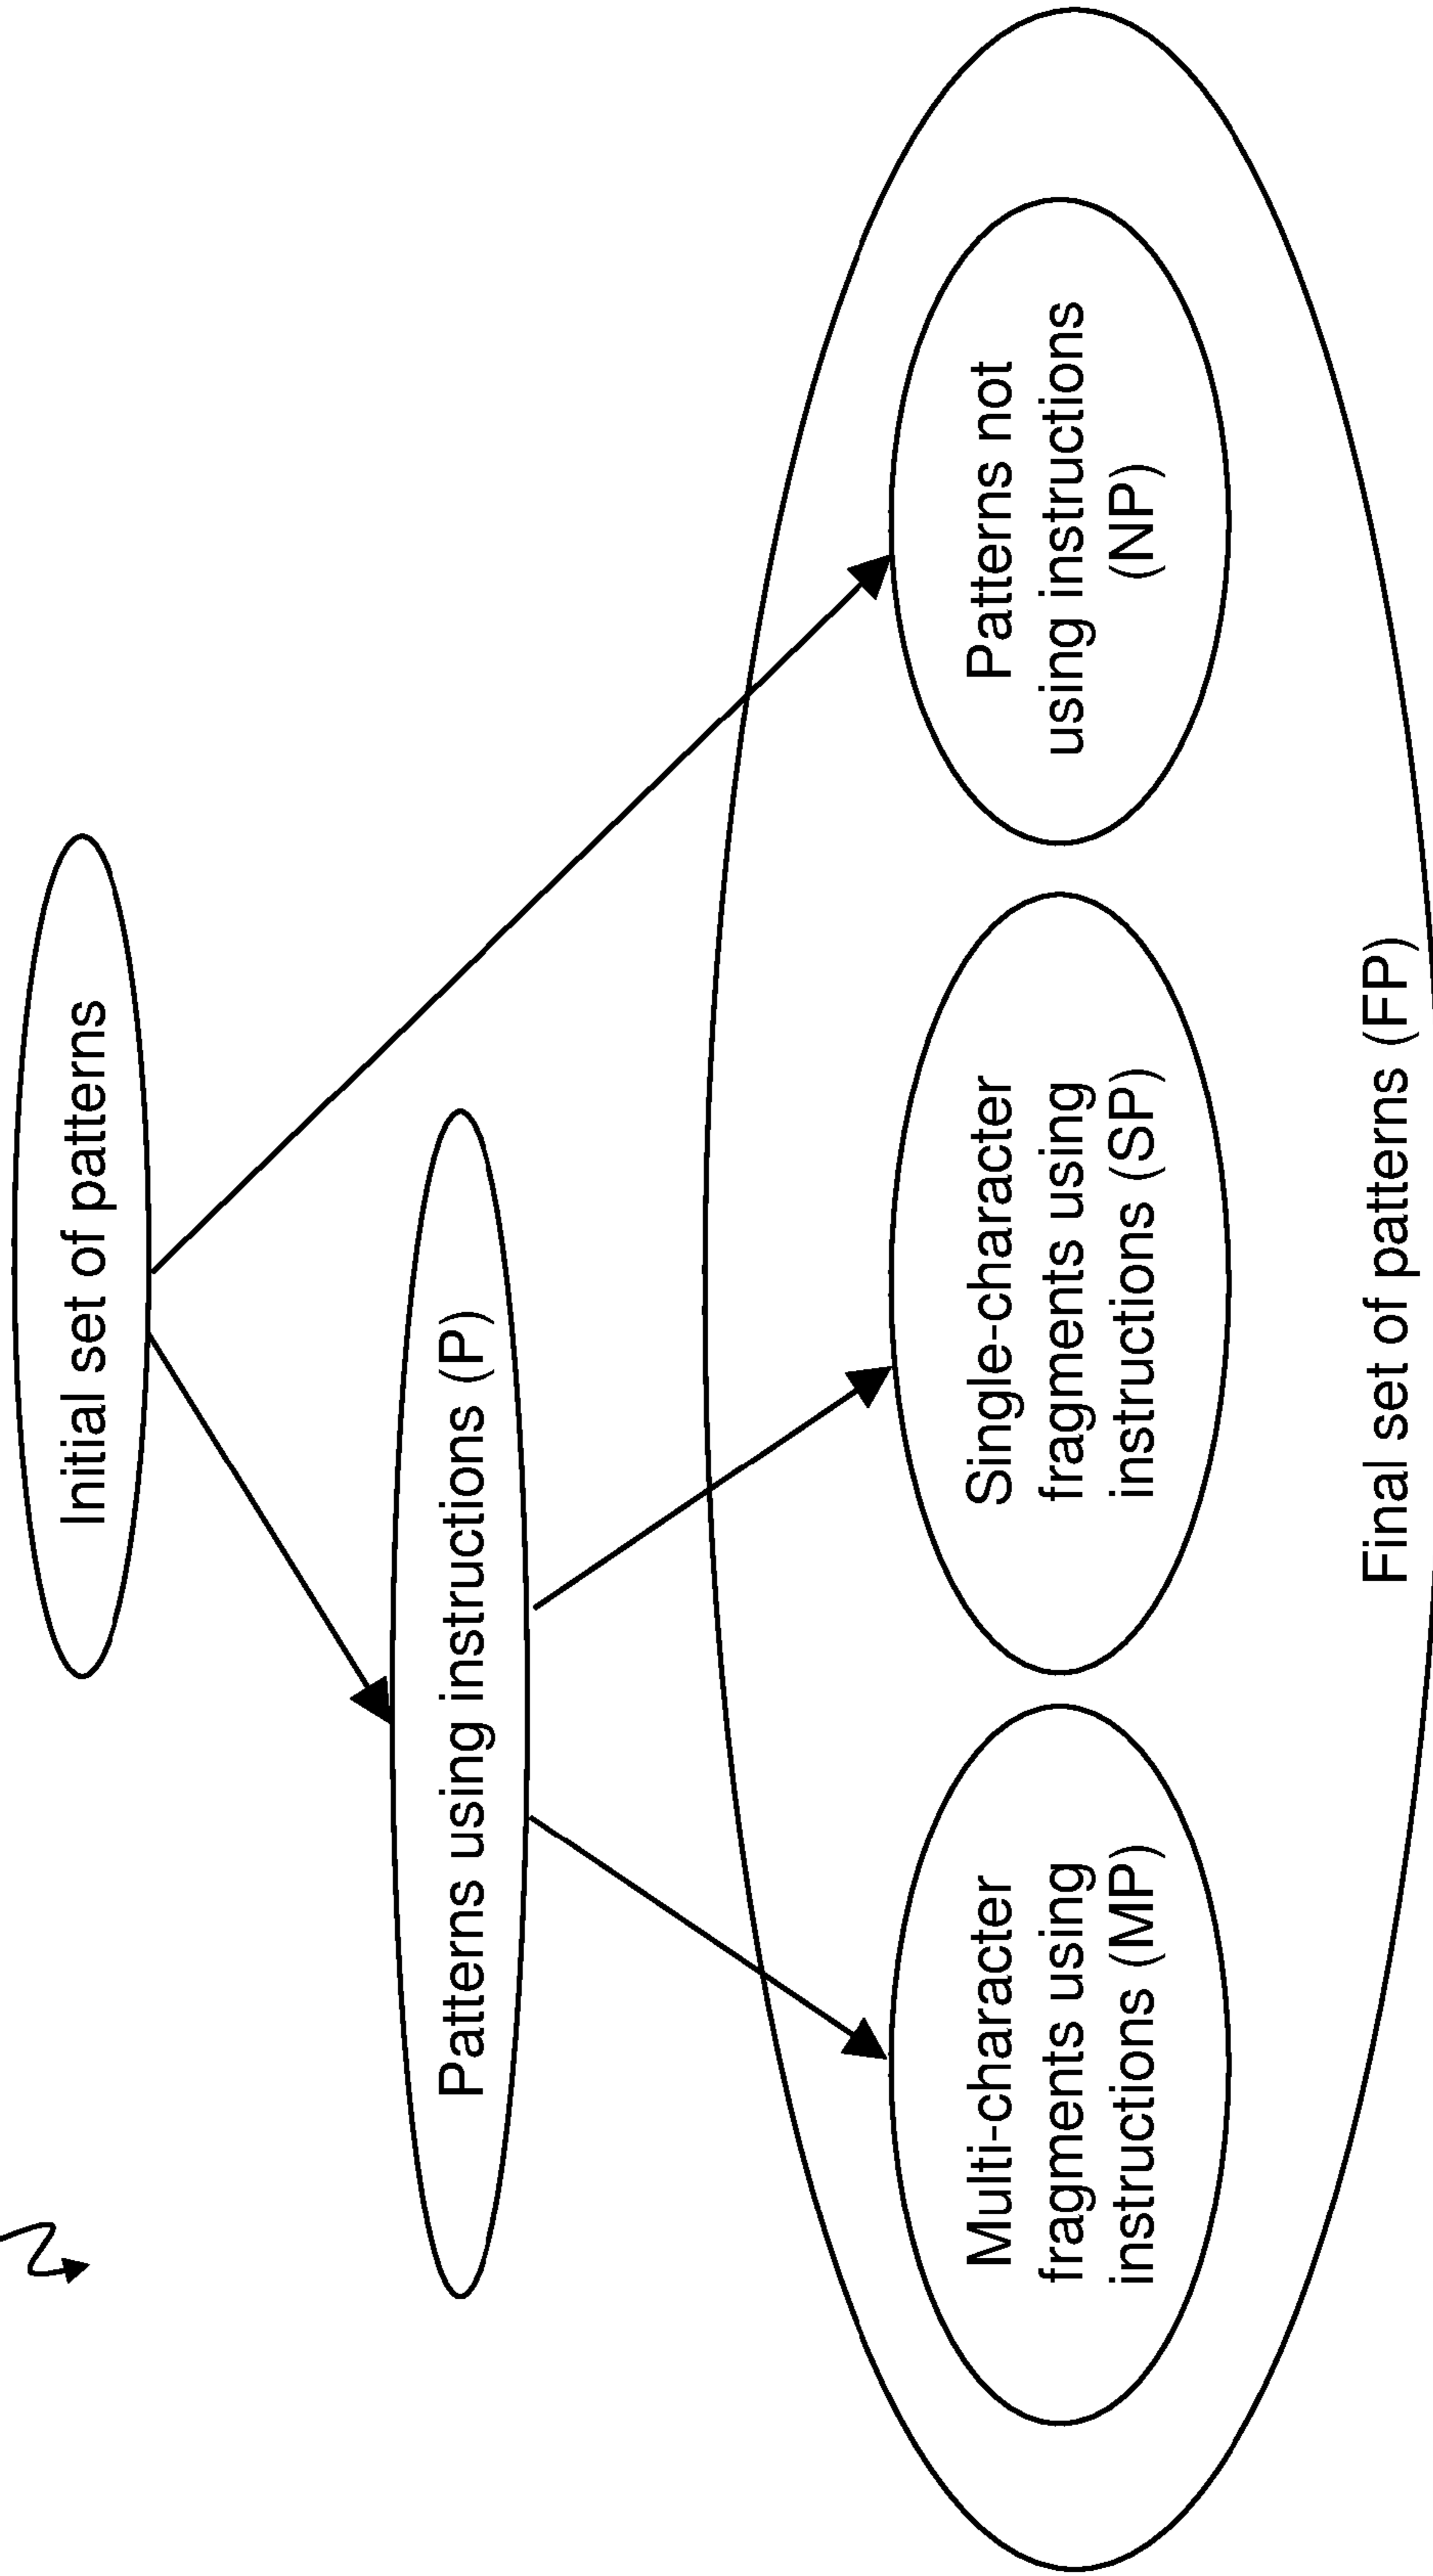 Initial set of patterns
Patterns using instructions (P)
Multi-character
fragments using
instructions (MP)
Single-character
fragments using
instructions (SP)
Patterns not
using instructions
(NP)
Final set of patterns (FP)